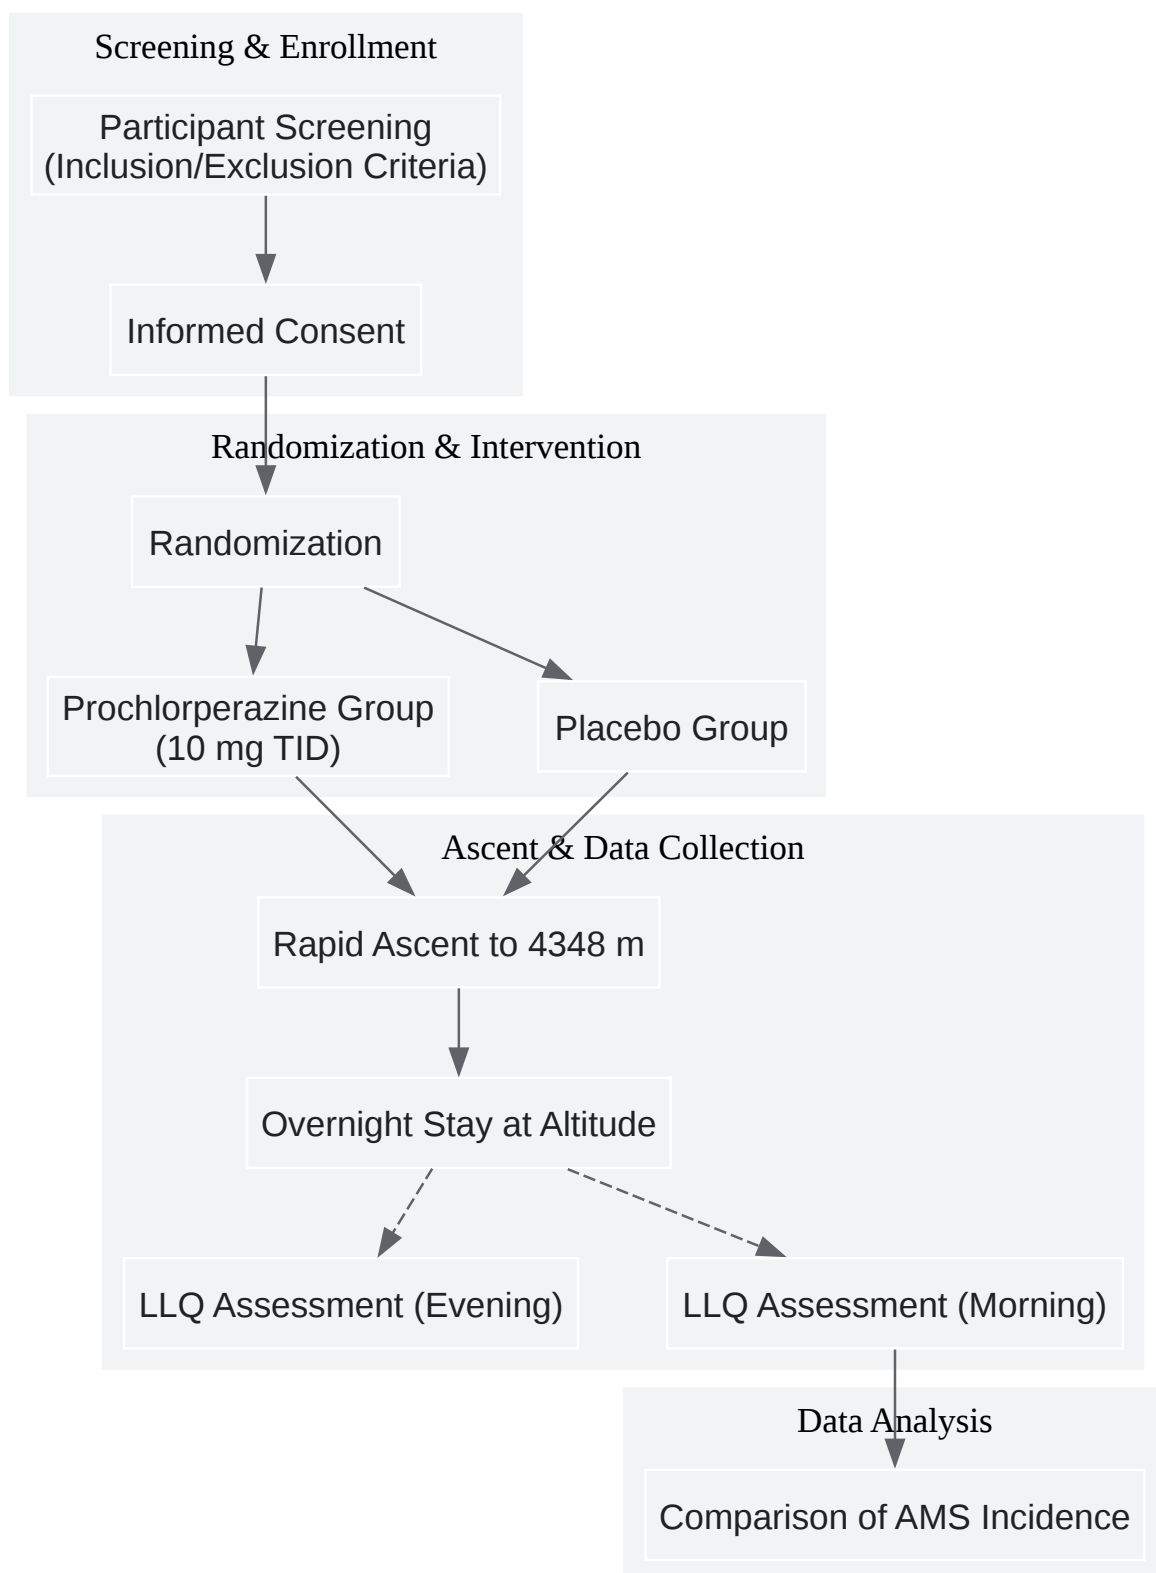 Screening & Enrollment
Participant Screening
(Inclusion/Exclusion Criteria)
Informed Consent
Randomization & Intervention
Randomization
Prochlorperazine Group
(10 mg TID)
Placebo Group
Ascent & Data Collection
Rapid Ascent to 4348 m
Overnight Stay at Altitude
LLQ Assessment (Evening)
LLQ Assessment (Morning)
Data Analysis
Comparison of AMS Incidence